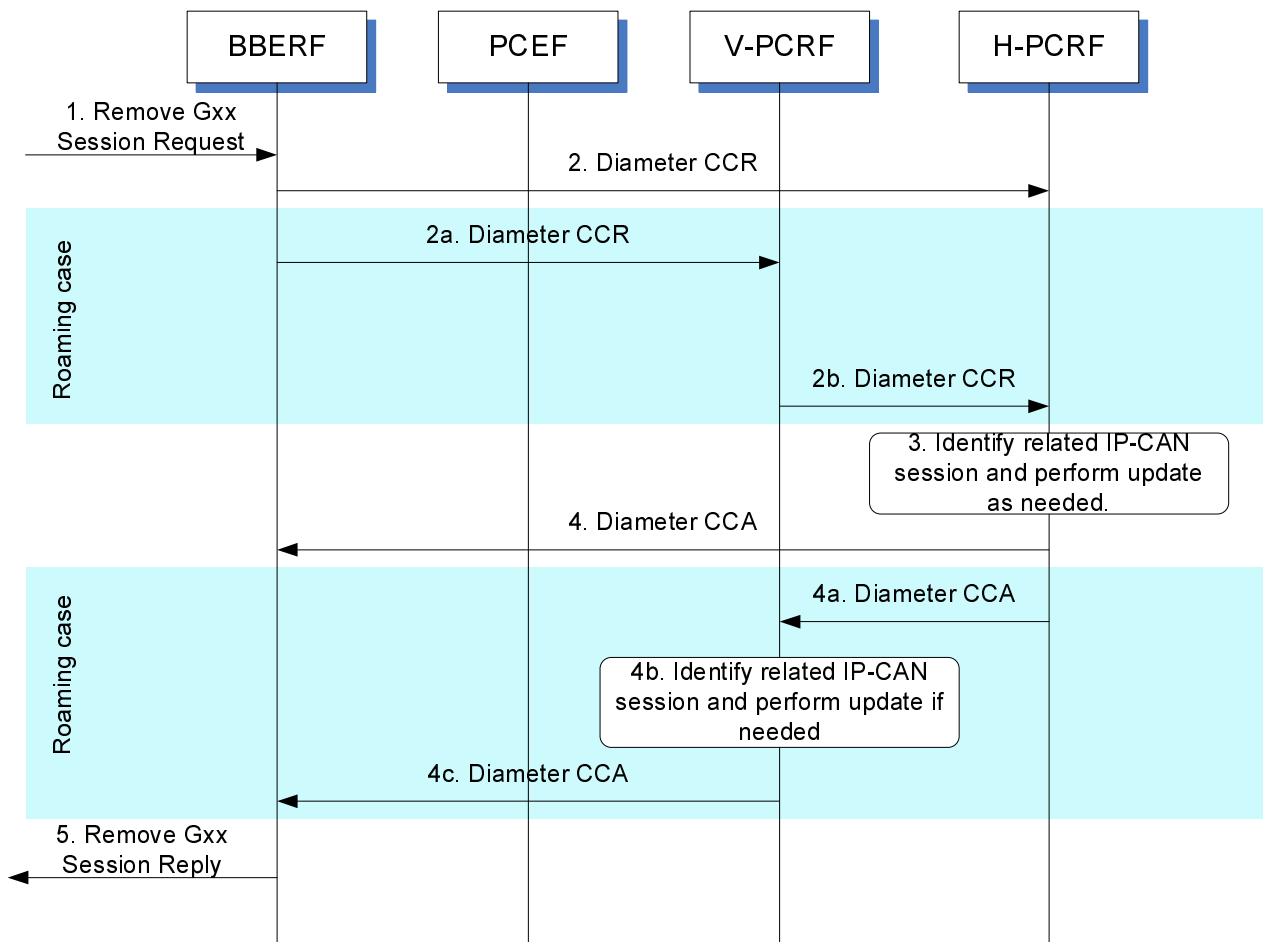 BBERF
PCEF
V-PCRF
H-PCRF
1. Remove Gxx
Session Request
2. Diameter CCR
Roaming case
2a. Diameter CCR
2b. Diameter CCR
3. Identify related IP-CAN
session and perform update
as needed.
4. Diameter CCA
Roaming case
4a. Diameter CCA
4b. Identify related IP-CAN
session and perform update if
needed
4c. Diameter CCA
5. Remove Gxx
Session Reply